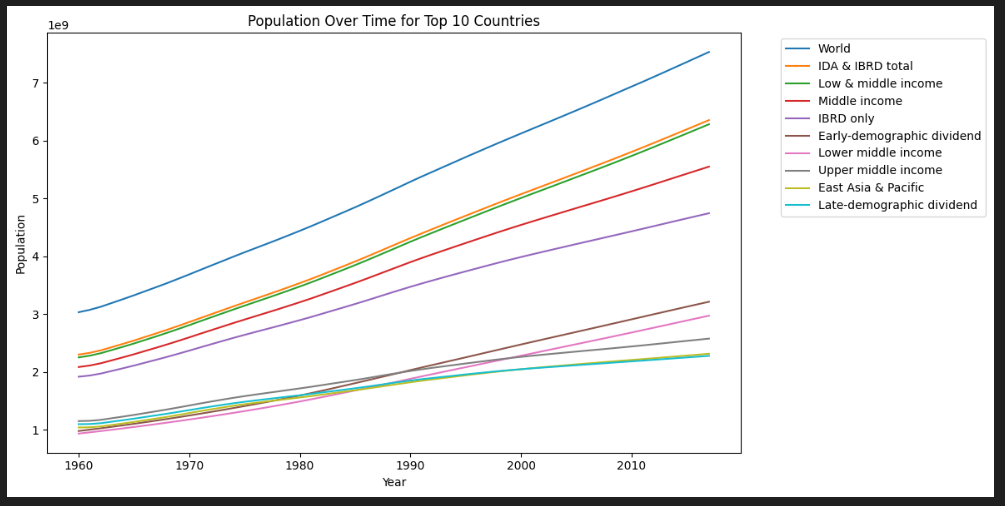 Population Over Time for Top 10 Countries
1e9
7
6
5
4
3
2
1
Population
1960 1970 1980 1990 2000 2010
Year
World
IDA & IBRD total
Low & middle income
Middle income
IBRD only
Early-demographic dividend
Lower middle income
Upper middle income
East Asia & Pacific
Late-demographic dividend